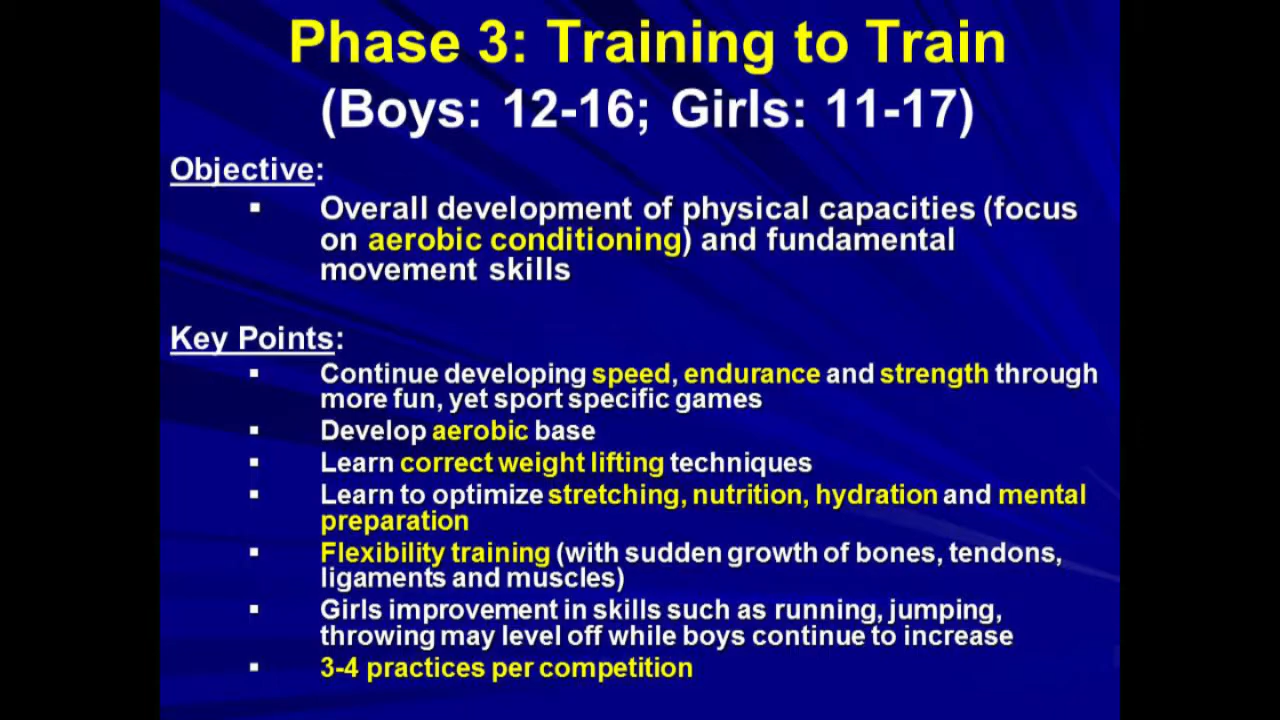 Phase 3: Training to Train
(Boys: 12-16; Girls: 11-17)
Objective:
▪ Overall development of physical capacities (focus
on aerobic conditioning) and fundamental
movement skills
Key Points:
▪ Continue developing speed, endurance and strength through
more fun, yet sport specific games
▪ Develop aerobic base
▪ Learn correct weight lifting techniques
▪ Learn to optimize stretching, nutrition, hydration and mental
preparation
▪ Flexibility training (with sudden growth of bones, tendons,
ligaments and muscles)
▪ Girls improvement in skills such as running, jumping,
throwing may level off while boys continue to increase
▪ 3-4 practices per competition